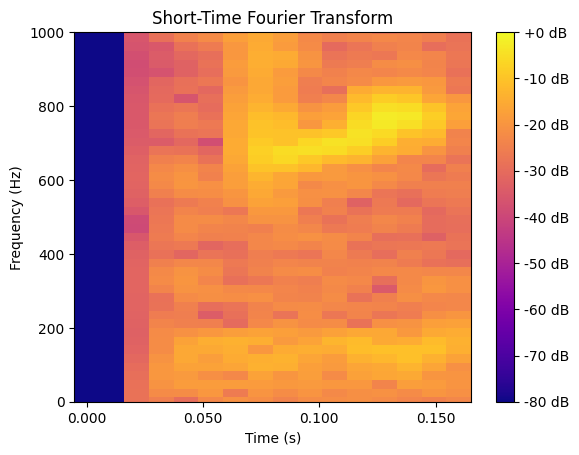 Short-Time Fourier Transform
1000
800
600
400
200
0
Frequency (Hz)
0.000
0.050
0.100
0.150
Time (s)
+0 dB
-10 dB
-20 dB
-30 dB
-40 dB
-50 dB
-60 dB
-70 dB
-80 dB